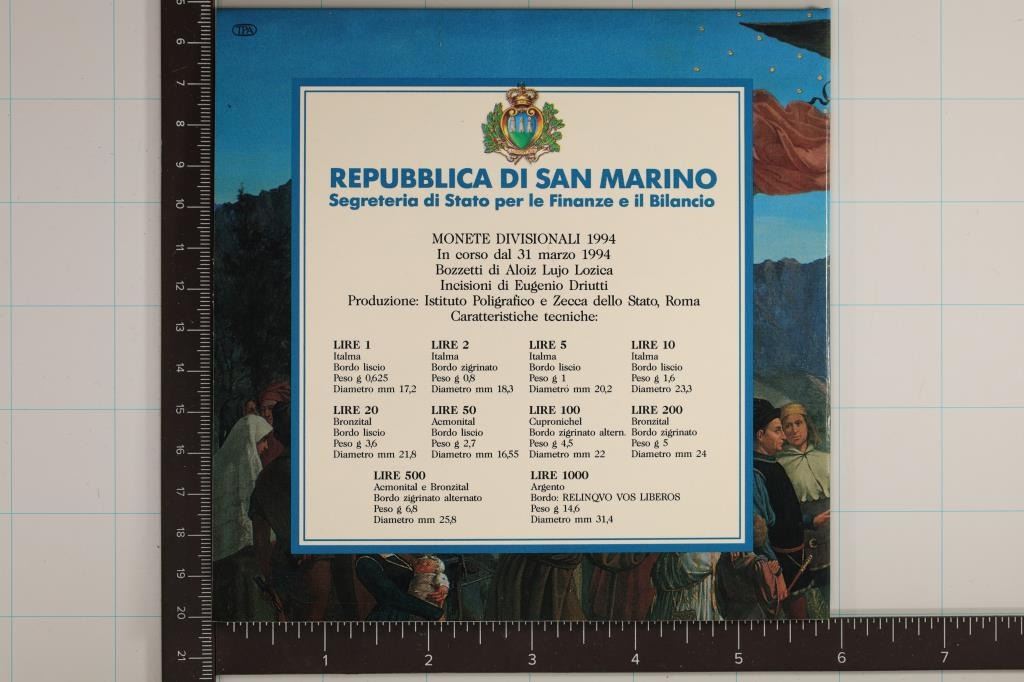 IPA
REPUBBLICA DI SAN MARINO
Segreteria di Stato per le Finanze e il Bilancio
MONETE DIVISIONALI 1994
In corso dal 31 marzo 1994
Bozzetti di Aloiz Lujo Lozica
Incisioni di Eugenio Driutti
Produzione: Istituto Poligrafico e Zecca dello Stato, Roma
Caratteristiche tecniche:
LIRE 1
Italma
Bordo liscio
Peso g 0,625
Diametro mm 17,2
LIRE 2
Italma
Bordo zigrinato
Peso g 0,8
Diametro mm 18,3
LIRE 5
Italma
Bordo liscio
Peso g 1
Diametro mm 20,2
LIRE 10
Italma
Bordo liscio
Peso g 1,6
Diametro 23,3
LIRE 20
Bronzital
Bordo liscio
Peso g 3,6
Diametro mm 21,8
LIRE 50
Acmonital
Bordo liscio
Peso g 2,7
Diametro mm 16,55
LIRE 100
Cupronichel
Bordo zigrinato altern.
Peso g 4,5
Diametro mm 22
LIRE 200
Bronzital
Bordo zigrinato
Peso g 5
Diametro mm 24
LIRE 500
Acmonital e Bronzital
Bordo zigrinato alternato
Peso g 6,8
Diametro mm 25,8
LIRE 1000
Argento
Bordo: RELINQVO VOS LIBEROS
Peso g 14,6
Diametro mm 31,4
5
6
7
8
9
10
11
12
13
14
15
16
17
18
19
20
21
1 2 3 4 5 6 7